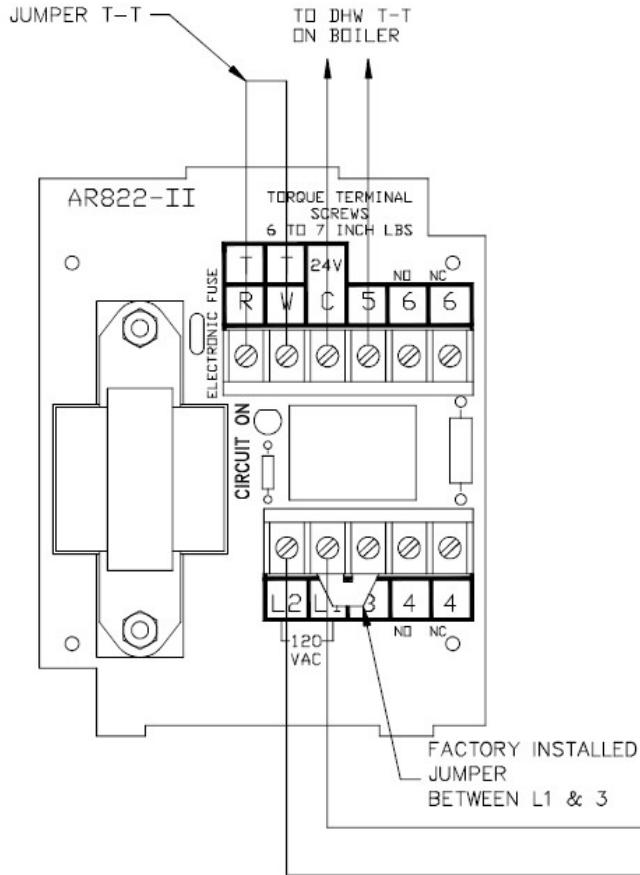 JUMPER T-T
TO DHW T-T
ON BOILER
AR822-II
TORQUE TERMINAL
SCREWS
6 TO 7 INCH LBS
ELECTRONIC FUSE
T T 24V
NO NC
R W C 5 6 6
CIRCUIT ON
L2 L1 3 4 4
120
VAC
NO NC
FACTORY INSTALLED
JUMPER
BETWEEN L1 & 3